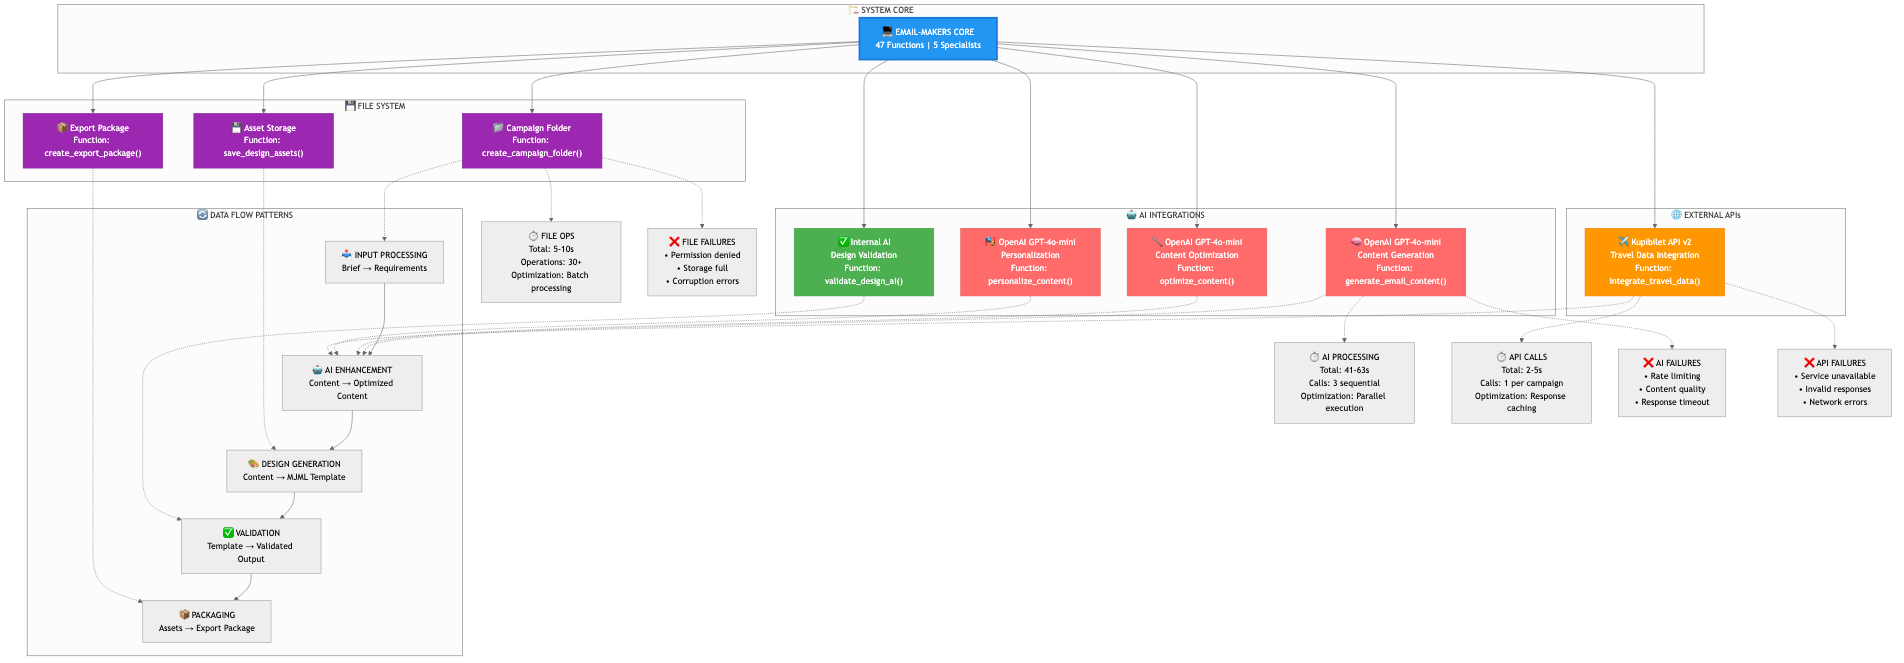 🏗️ SYSTEM CORE
💻 EMAIL-MAKERS CORE
47 Functions | 5 Specialists
💾 FILE SYSTEM
📦 Export Package
Function:
create_export_package()
💾 Asset Storage
Function:
save_design_assets()
📁 Campaign Folder
Function:
create_campaign_folder()
🔄 DATA FLOW PATTERNS
📥 INPUT PROCESSING
Brief → Requirements
🤖 AI ENHANCEMENT
Content → Optimized
Content
🎨 DESIGN GENERATION
Content → MJML Template
✅ VALIDATION
Template → Validated
Output
📦 PACKAGING
Assets → Export Package
⏱️ FILE OPS
Total: 5-10s
Operations: 30+
Optimization: Batch
processing
❌ FILE FAILURES
• Permission denied
• Storage full
• Corruption errors
🤖 AI INTEGRATIONS
✅ Internal AI
Design Validation
Function:
validate_design_ai()
OpenAI GPT-4o-mini
Personalization
Function:
personalize_content()
🔧 OpenAI GPT-4o-mini
Content Optimization
Function:
optimize_content()
🧠 OpenAI GPT-4o-mini
Content Generation
Function:
generate_email_content()
🌐 EXTERNAL APIs
✈️ Kupibilet API v2
Travel Data Integration
Function:
integrate_travel_data()
⏱️ AI PROCESSING
Total: 41-63s
Calls: 3 sequential
Optimization: Parallel
execution
⏱️ API CALLS
Total: 2-5s
Calls: 1 per campaign
Optimization: Response
caching
❌ AI FAILURES
• Rate limiting
• Content quality
• Response timeout
❌ API FAILURES
• Service unavailable
• Invalid responses
• Network errors